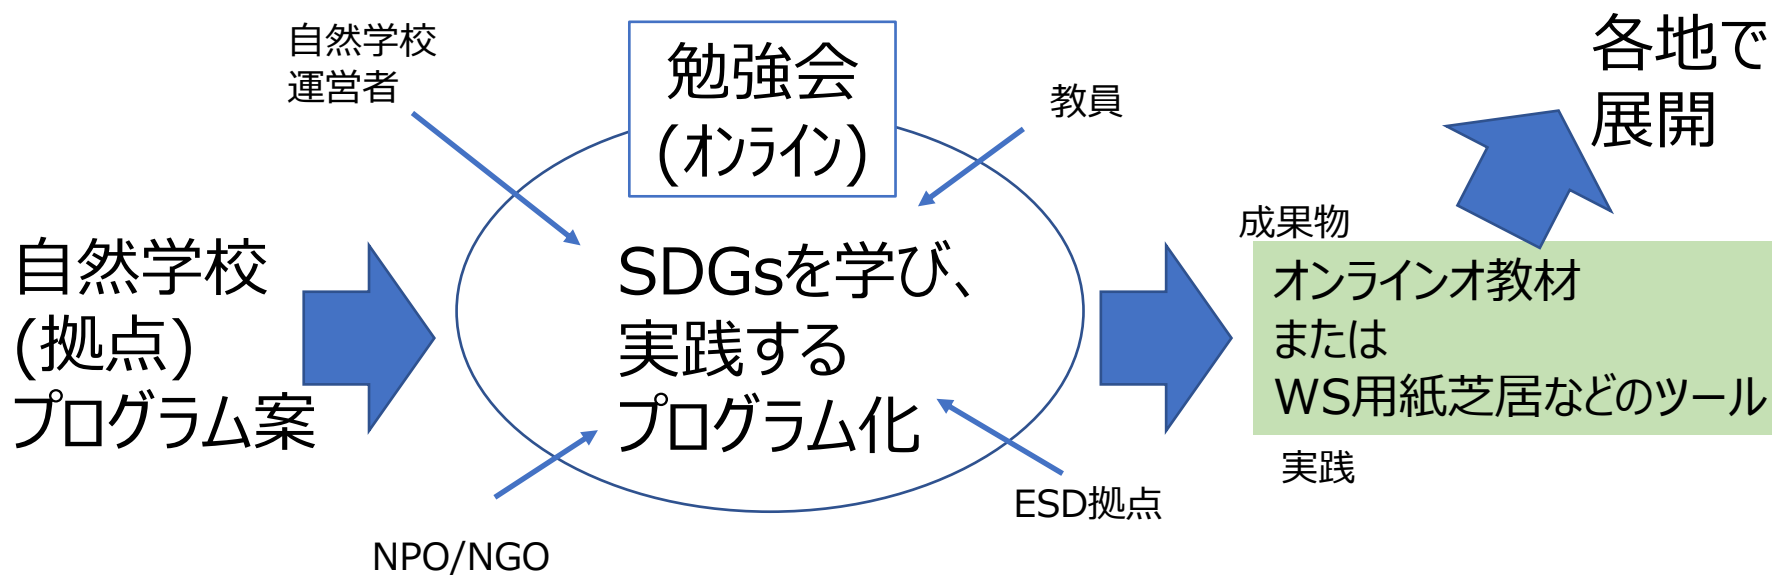 自然学校
運営者
勉強会
(オンライン)
教員
各地で
展開
自然学校
(拠点)
プログラム案
SDGsを学び、
実践する
プログラム化
成果物
オンラインオ教材
または
WS用紙芝居などのツール
実践
ESD拠点
NPO/NGO